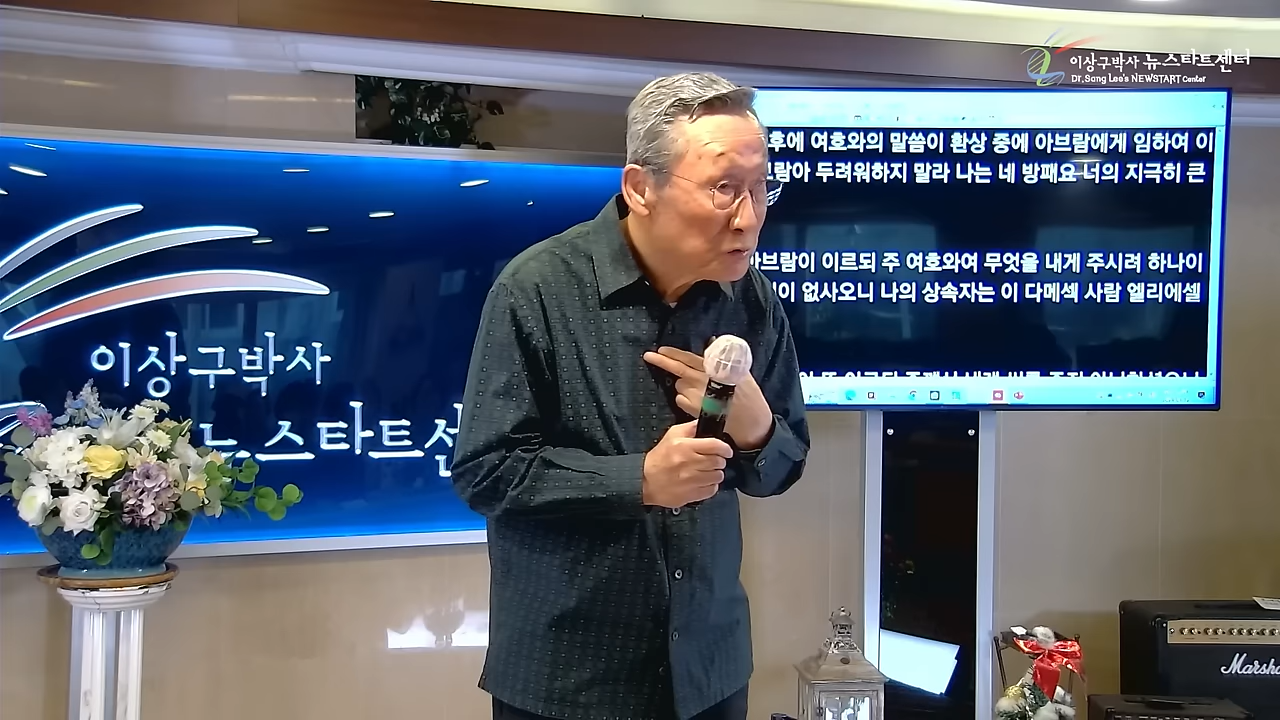 이상구박사 뉴스타트센터
Dr. Sang Lee's NEWSTART Center
후에 여호와의 말씀이 환상 중에 아브람에게 임하여 이
브람아 두려워하지 말라 나는 네 방패요 너의 지극히 큰
아브람이 이르되 주 여호와여 무엇을 내게 주시려 하나이
없사오니 나의 상속자는 이 다메섹 사람 엘리에셀
이상구박사
뉴스타트센
Marsha